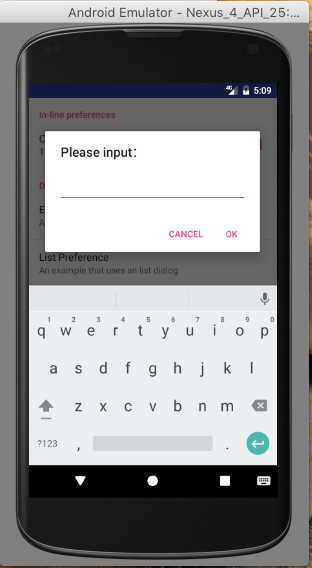 Android Emulator - Nexus_4_API_25:...
4G 5:09
In-line preferences
Please input:
CANCEL OK
List Preference
An example that uses an list dialog
1 2 3 4 5 6 7 8 9 0
q w e r t y u i o p
a s d f g h j k l
z x c v b n m
?123 , .